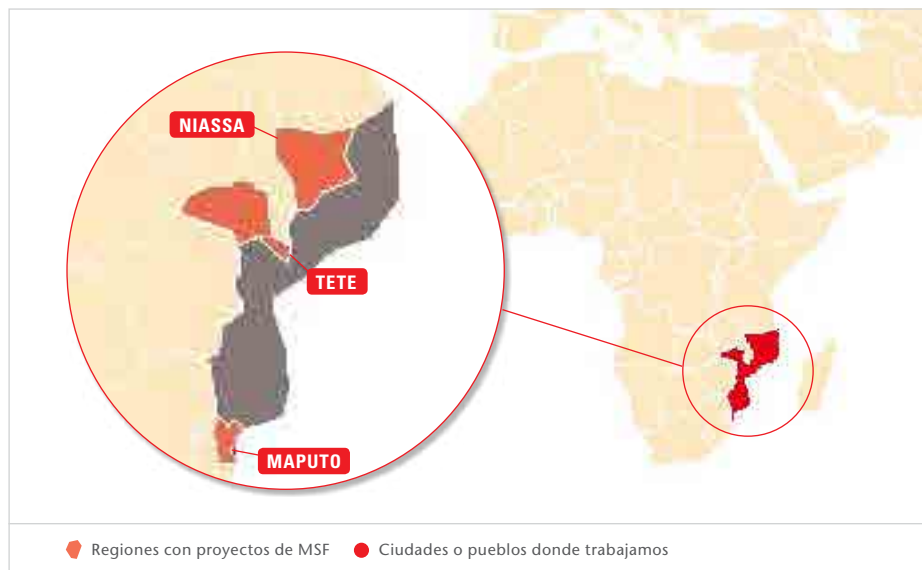 NIASSA
TETE
MAPUTO
Regiones con proyectos de MSF
Ciudades o pueblos donde trabajamos